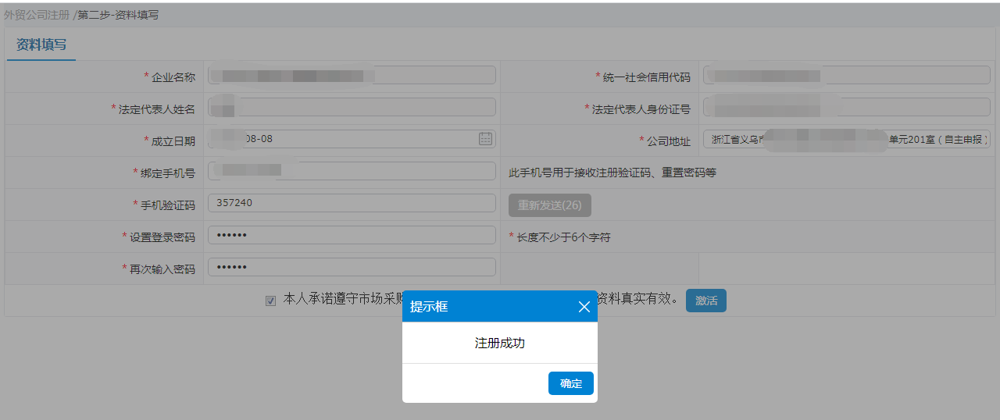 外贸公司注册 /第二步-资料填写
资料填写
* 企业名称
* 统一社会信用代码
* 法定代表人姓名
* 法定代表人身份证号
* 成立日期 08-08
* 公司地址 浙江省义乌市 单元201室（自主申报）
* 绑定手机号
此手机号用于接收注册验证码、重置密码等
* 手机验证码 357240
重新发送(26)
* 设置登录密码 ••••••
* 长度不少于6个字符
* 再次输入密码 ••••••
本人承诺遵守市场采购 资料真实有效。 激活
提示框
注册成功
确定